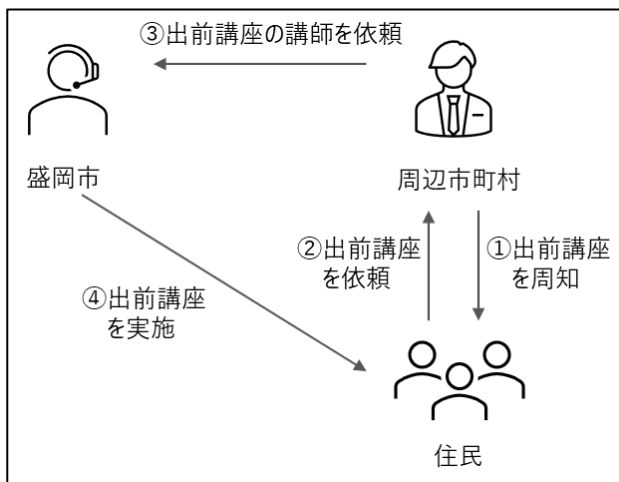 ③出前講座の講師を依頼
盛岡市
周辺市町村
②出前講座
を依頼
①出前講座
を周知
④出前講座
を実施
住民